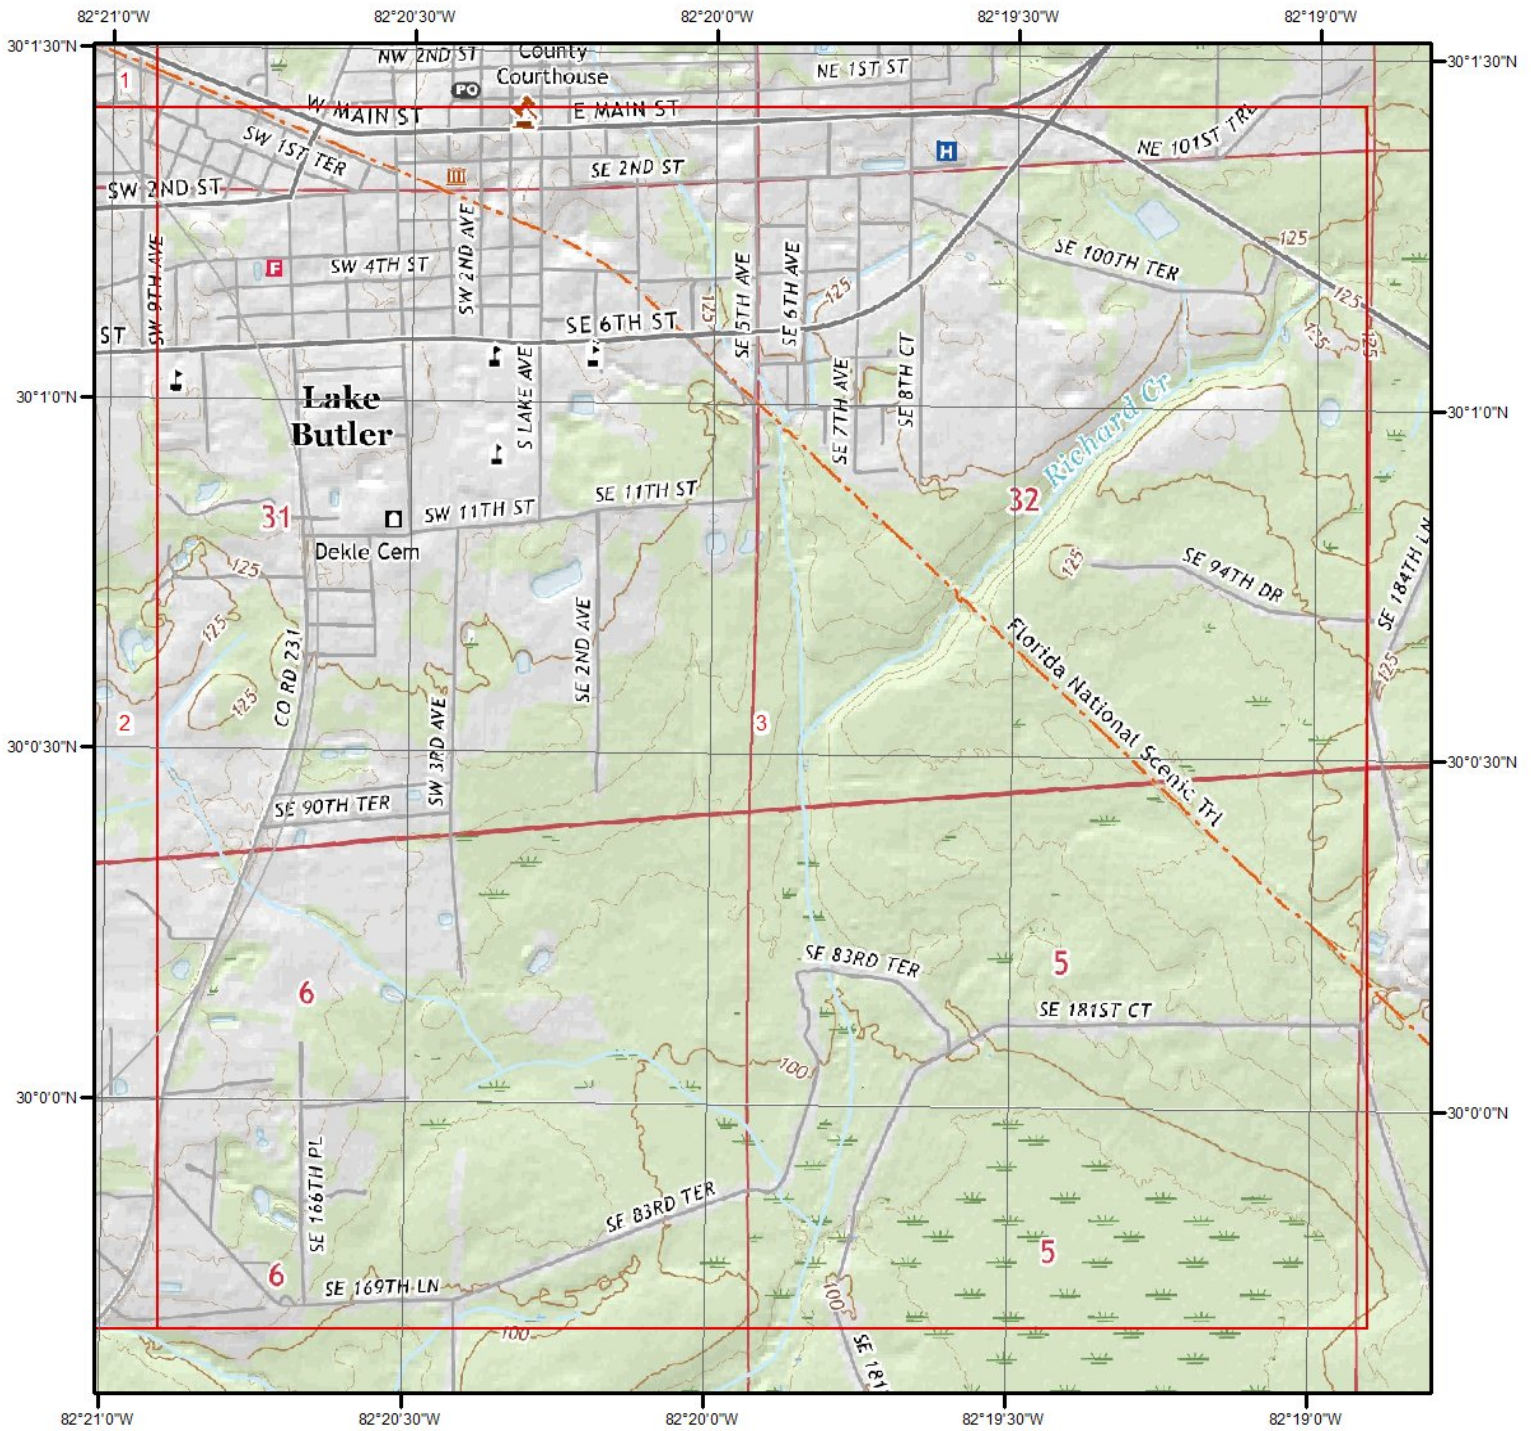 82°21'0"W 82°20'30"W 82°20'0"W 82°19'30"W 82°19'0"W
30°1'30"N
30°1'30"N
NW 2ND ST
County
Courthouse
NE 1ST ST
1
PO
W MAIN ST
E MAIN ST
NE 101ST TRL
SW 1ST TER
H
SE 2ND ST
SW 2ND ST
SW 9TH AVE
SW 2ND AVE
125
F
SW 4TH ST
SE 100TH TER
SE 5TH AVE
SE 6TH AVE
125
125
125
ST
SE 6TH ST
125
125
SE 7TH AVE
SE 8TH CT
S LAKE AVE
30°1'0"N
30°1'0"N
Lake
Butler
Richard Cr
31
SW 11TH ST
SE 11TH ST
32
Dekle Cem
125
125
SE 94TH DR
SE 184TH LN
125
SE 2ND AVE
CO RD 231
Florida National Scenic Trl
125
125
SW 3RD AVE
2
3
30°0'30"N
30°0'30"N
SE 90TH TER
SE 83RD TER
5
6
SE 181ST CT
100
30°0'0"N
30°0'0"N
SE 166TH PL
SE 83RD TER
5
6
SE 169TH LN
100
100
SE 181
82°21'0"W 82°20'30"W 82°20'0"W 82°19'30"W 82°19'0"W